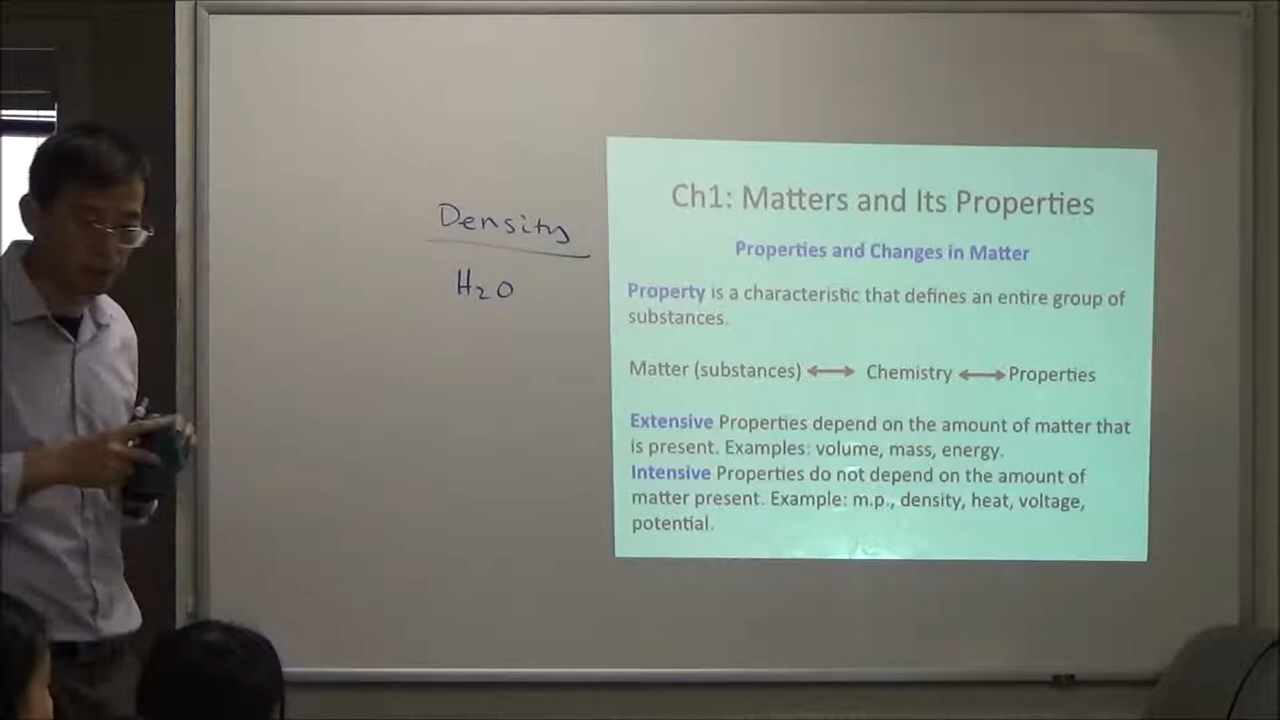 Density
H₂O
Ch1: Matters and Its Properties
Properties and Changes in Matter
Property is a characteristic that defines an entire group of
substances.
Matter (substances) ⟷ Chemistry ⟷ Properties
Extensive Properties depend on the amount of matter that
is present. Examples: volume, mass, energy.
Intensive Properties do not depend on the amount of
matter present. Example: m.p., density, heat, voltage,
potential.